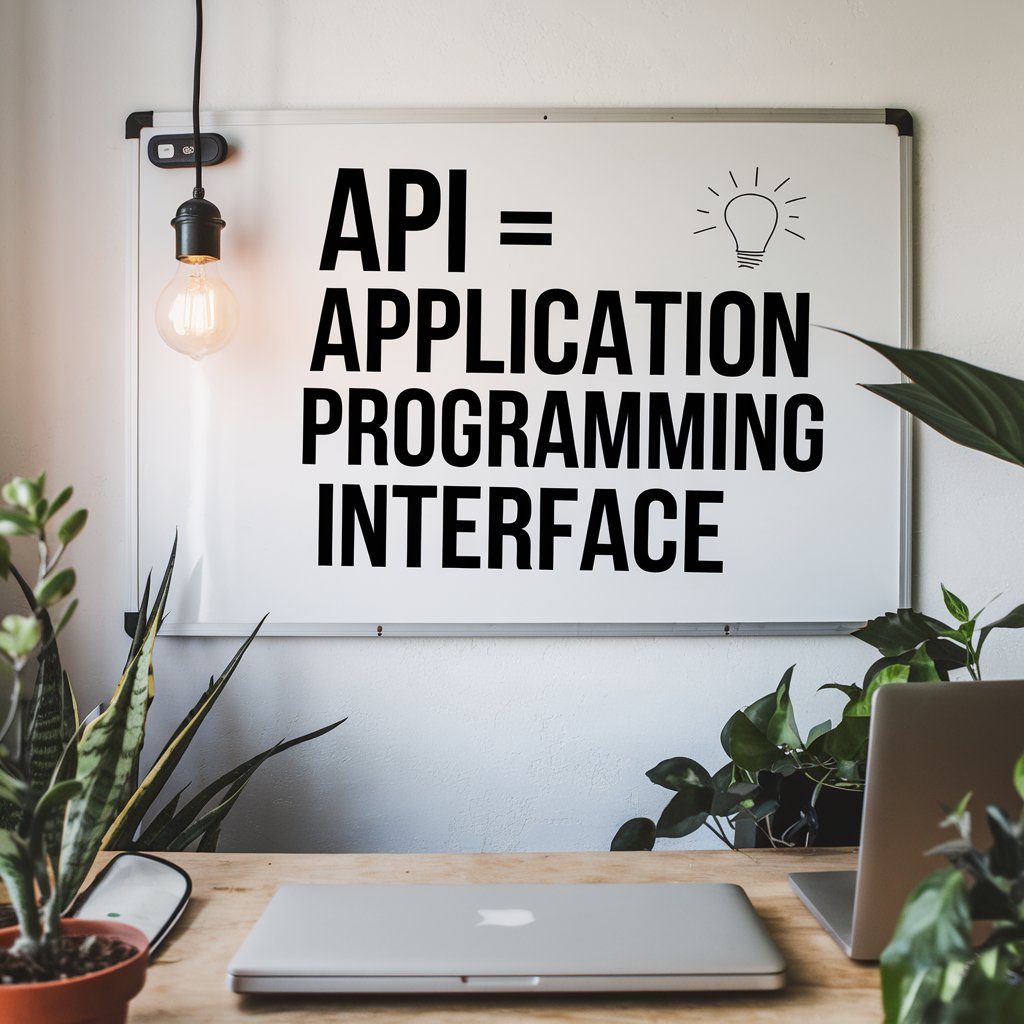 API =
APPLICATION
PROGRAMMING
INTERFACE